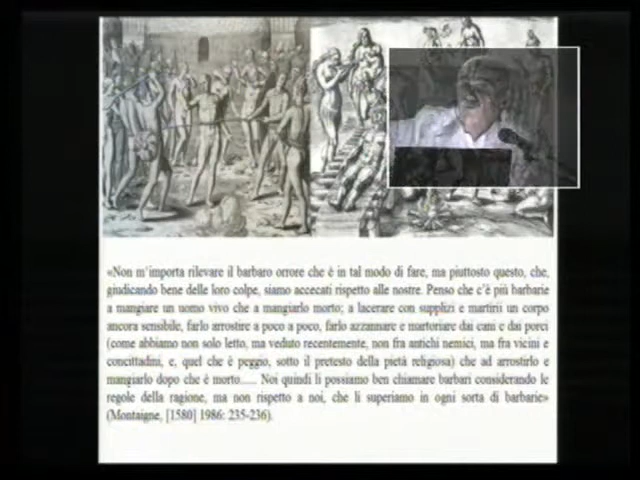 «Non m'importa rilevare il barbaro orrore che è in tal modo di fare, ma piuttosto questo, che,
giudicando bene delle loro colpe, siamo accecati rispetto alle nostre. Penso che c'è più barbarie
a mangiare un uomo vivo che a mangiarlo morto; a lacerare con supplizi e martirii un corpo
ancora sensibile, farlo arrostire a poco a poco, farlo azzannare e martoriare dai cani e dai porci
(come abbiamo non solo letto, ma veduto recentemente, non fra antichi nemici, ma fra vicini e
concittadini, e, quel che è peggio, sotto il pretesto della pietà religiosa) che ad arrostirlo e
mangiarlo dopo che è morto..... Noi quindi li possiamo ben chiamare barbari considerando le
regole della ragione, ma non rispetto a noi, che li superiamo in ogni sorta di barbarie»
(Montaigne, [1580] 1986: 235-236).